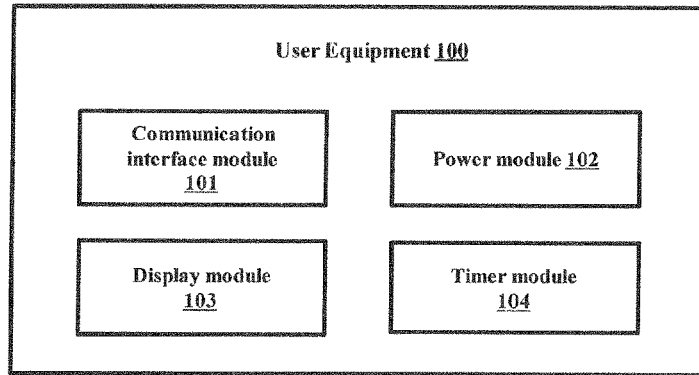 User Equipment 100
Communication
interface module
101
Power module 102
Display module
103
Timer module
104